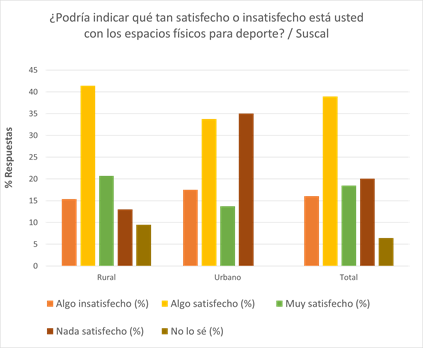 ¿Podría indicar qué tan satisfecho o insatisfecho está usted
con los espacios físicos para deporte? / Suscal
% Respuestas
45
40
35
30
25
20
15
10
5
0
Rural Urbano Total
Algo insatisfecho (%) Algo satisfecho (%) Muy satisfecho (%)
Nada satisfecho (%) No lo sé (%)